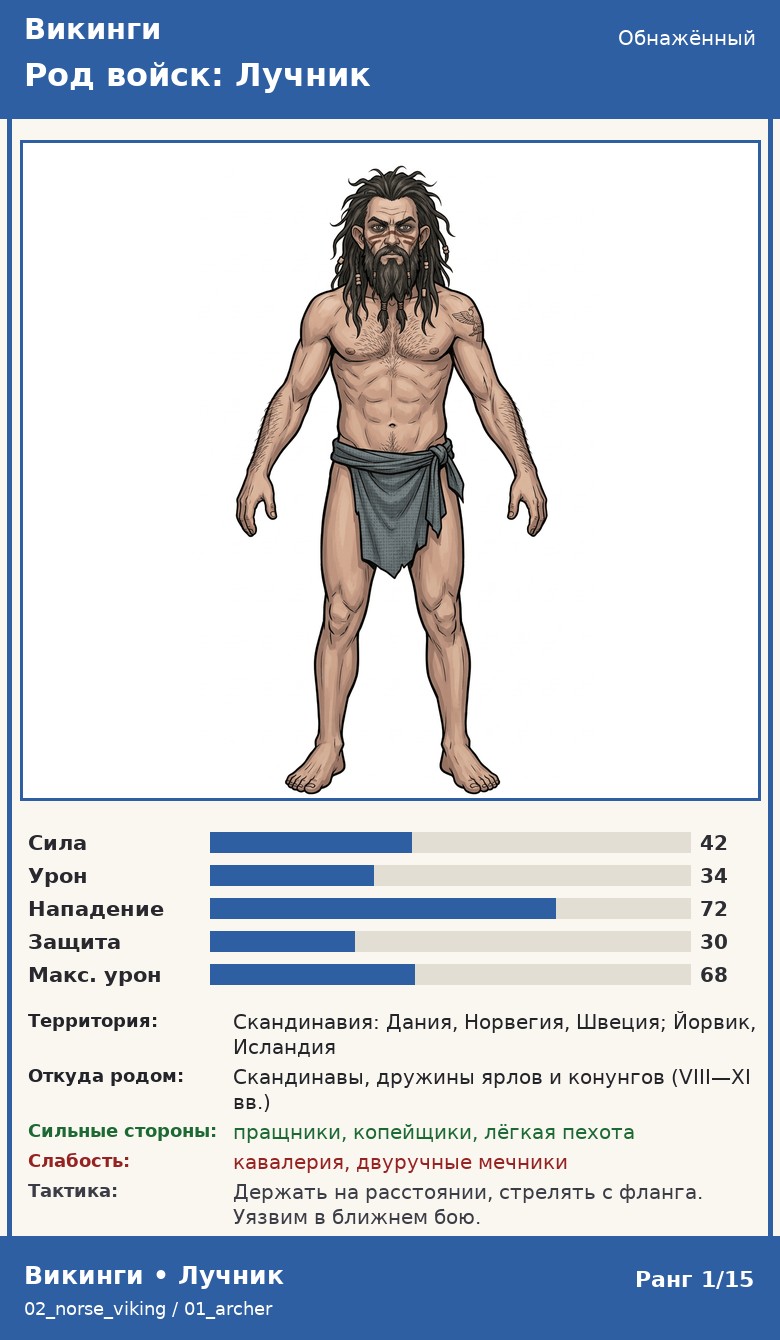 Викинги
Обнажённый
Род войск: Лучник
Сила 42
Урон 34
Нападение 72
Защита 30
Макс. урон 68
Территория: Скандинавия: Дания, Норвегия, Швеция; Йорвик,
Исландия
Откуда родом: Скандинавы, дружины ярлов и конунгов (VIII—XI
вв.)
Сильные стороны: пращники, копейщики, лёгкая пехота
Слабость: кавалерия, двуручные мечники
Тактика: Держать на расстоянии, стрелять с фланга.
Уязвим в ближнем бою.
Викинги • Лучник
Ранг 1/15
02_norse_viking / 01_archer